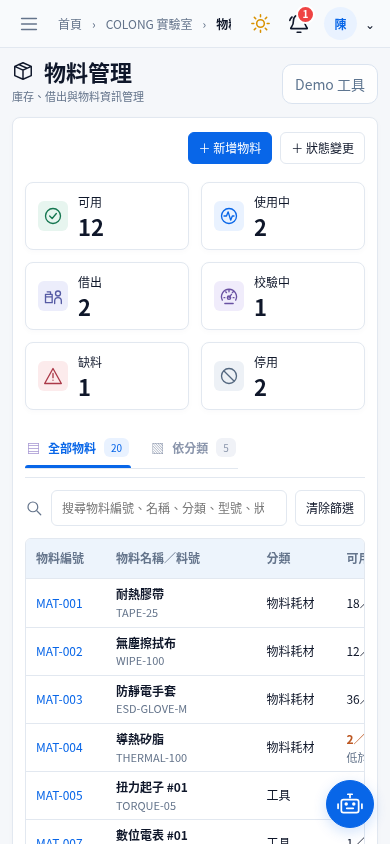 首頁 › COLONG 實驗室 › 物
1
陳
物料管理
庫存、借出與物料資訊管理
Demo 工具
＋ 新增物料
＋ 狀態變更
可用
12
使用中
2
借出
2
校驗中
1
缺料
1
停用
2
全部物料 20
依分類 5
搜尋物料編號、名稱、分類、型號、狀
清除篩選
物料編號 物料名稱／料號 分類 可用
MAT-001 耐熱膠帶 物料耗材 18／
TAPE-25
MAT-002 無塵擦拭布 物料耗材 12／
WIPE-100
MAT-003 防靜電手套 物料耗材 36／
ESD-GLOVE-M
MAT-004 導熱矽脂 物料耗材 2／
THERMAL-100 低於
MAT-005 扭力起子 #01 工具
TORQUE-05
MAT-007 數位電表 #01 工具 1／